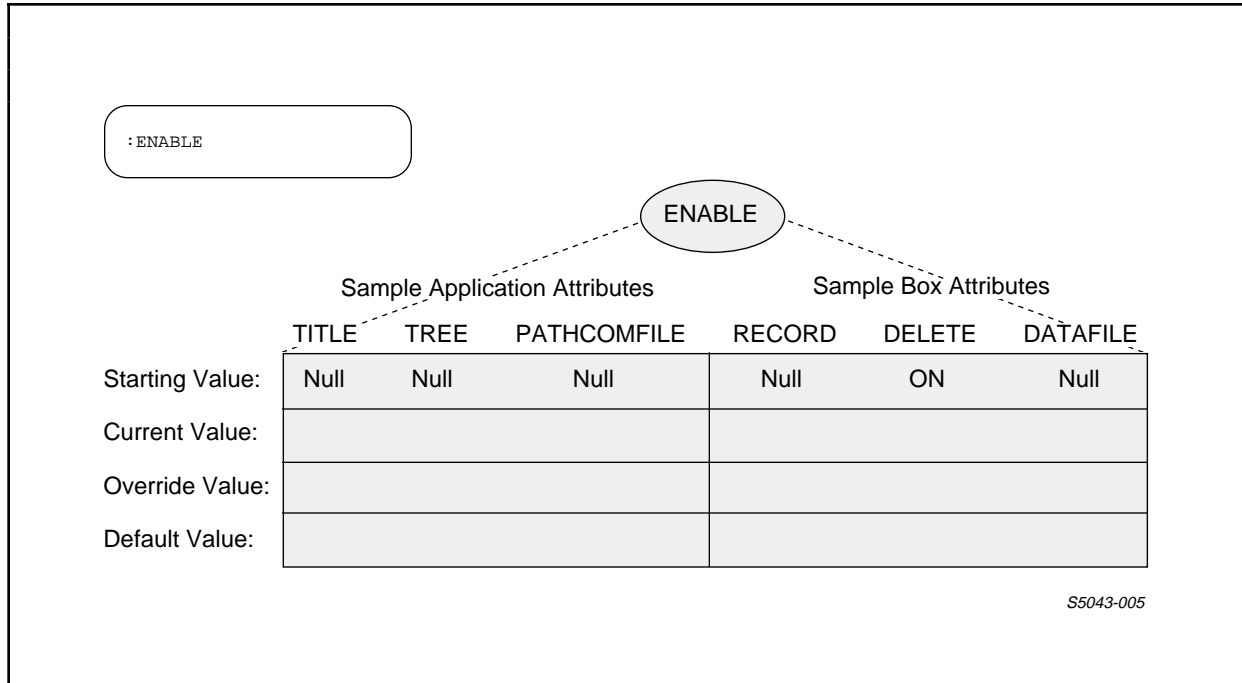 :ENABLE
ENABLE
Sample Application Attributes Sample Box Attributes
TITLE TREE PATHCOMFILE RECORD DELETE DATAFILE
Starting Value: Null Null Null Null ON Null
Current Value:
Override Value:
Default Value:
S5043-005